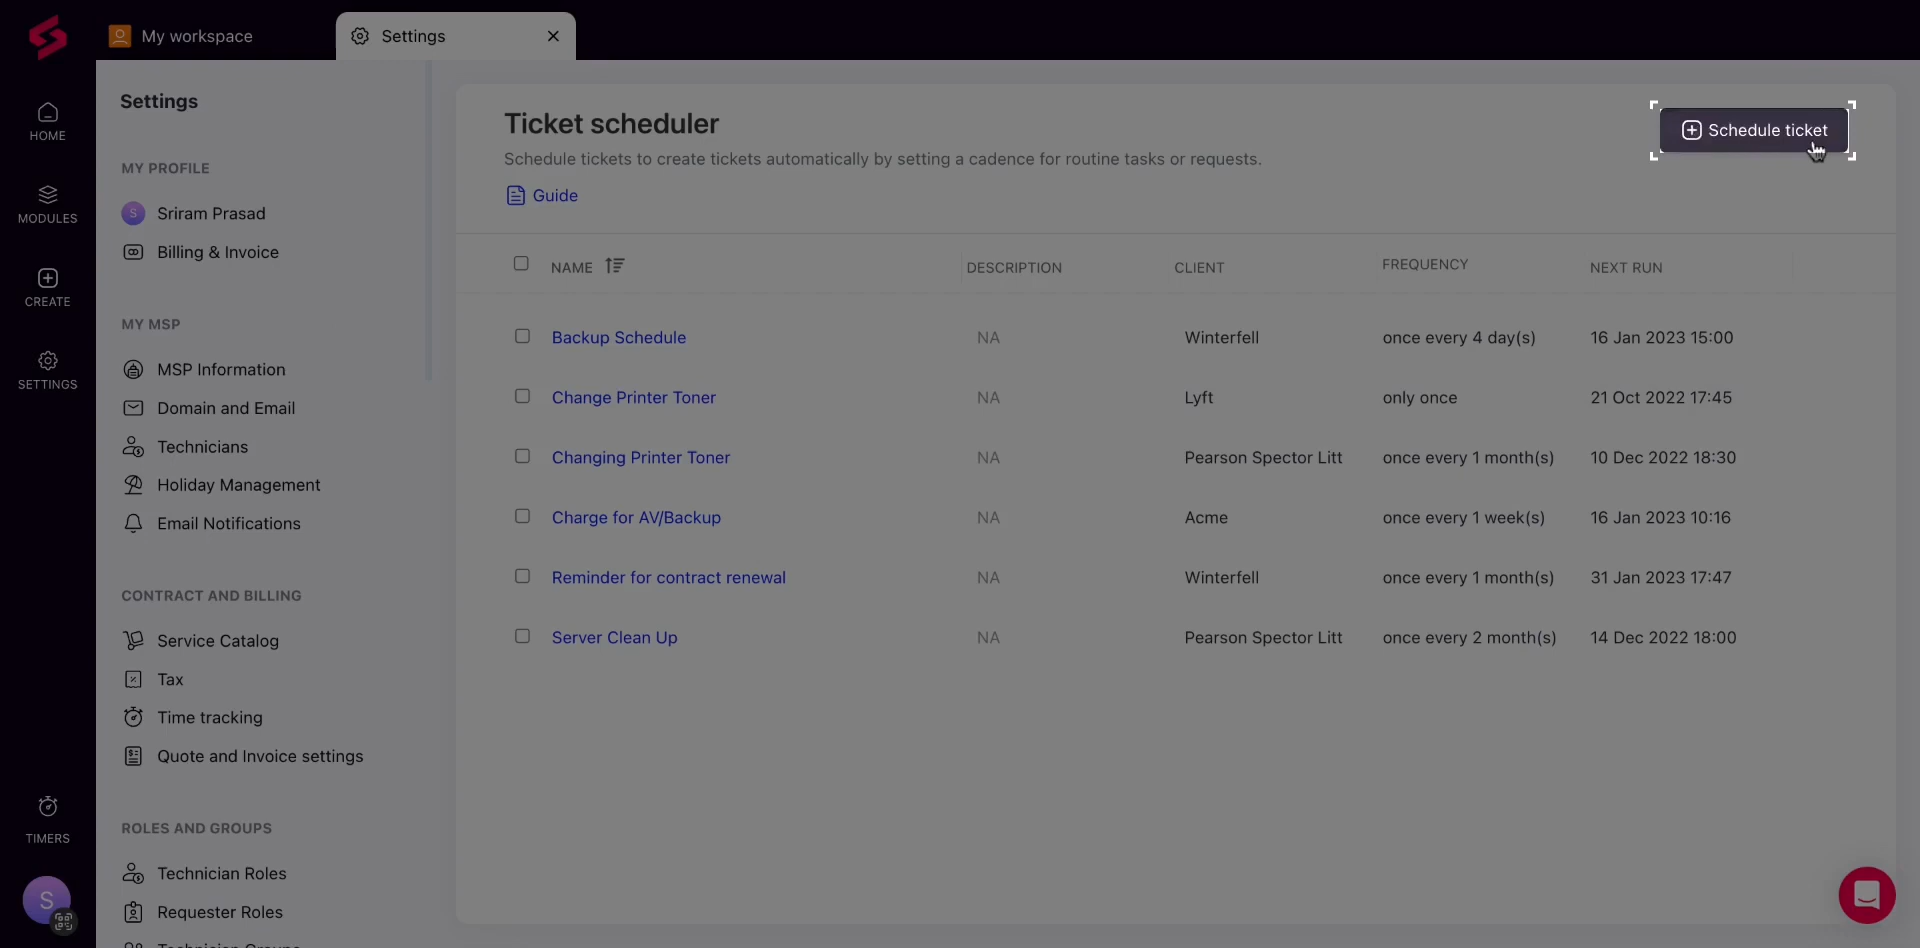 My workspace
Settings
HOME
MODULES
CREATE
SETTINGS
TIMERS
S
Settings
MY PROFILE
S Sriram Prasad
Billing & Invoice
MY MSP
MSP Information
Domain and Email
Technicians
Holiday Management
Email Notifications
CONTRACT AND BILLING
Service Catalog
Tax
Time tracking
Quote and Invoice settings
ROLES AND GROUPS
Technician Roles
Requester Roles
Technician Groups
Ticket scheduler
Schedule tickets to create tickets automatically by setting a cadence for routine tasks or requests.
Guide
Schedule ticket
NAME DESCRIPTION CLIENT FREQUENCY NEXT RUN
Backup Schedule NA Winterfell once every 4 day(s) 16 Jan 2023 15:00
Change Printer Toner NA Lyft only once 21 Oct 2022 17:45
Changing Printer Toner NA Pearson Spector Litt once every 1 month(s) 10 Dec 2022 18:30
Charge for AV/Backup NA Acme once every 1 week(s) 16 Jan 2023 10:16
Reminder for contract renewal NA Winterfell once every 1 month(s) 31 Jan 2023 17:47
Server Clean Up NA Pearson Spector Litt once every 2 month(s) 14 Dec 2022 18:00